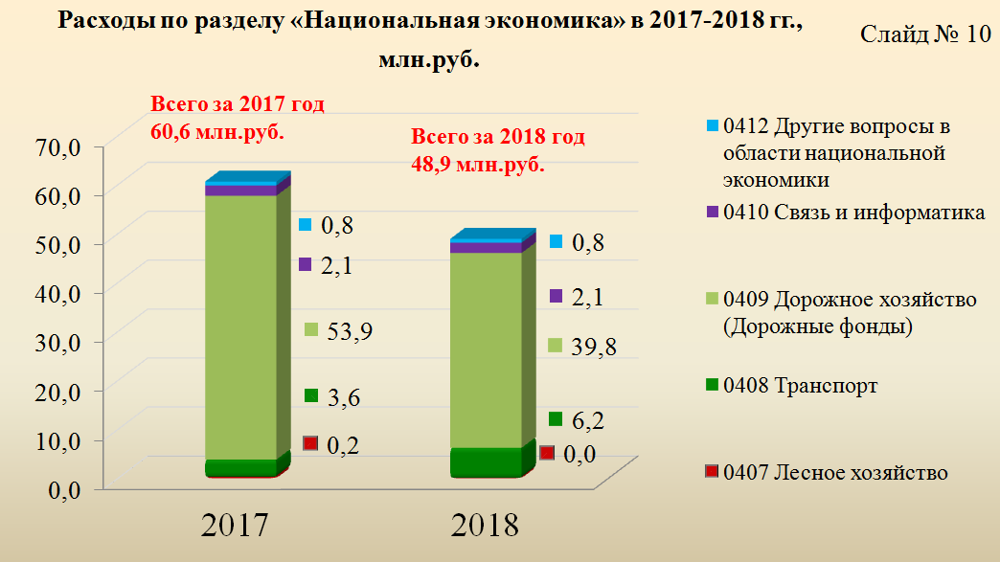 Расходы по разделу «Национальная экономика» в 2017-2018 гг.,
млн.руб.
Слайд № 10
Всего за 2017 год
60,6 млн.руб.
Всего за 2018 год
48,9 млн.руб.
70,0
60,0
50,0
40,0
30,0
20,0
10,0
0,0
0,8
2,1
53,9
3,6
0,2
0,8
2,1
39,8
6,2
0,0
2017
2018
0412 Другие вопросы в
области национальной
экономики
0410 Связь и информатика
0409 Дорожное хозяйство
(Дорожные фонды)
0408 Транспорт
0407 Лесное хозяйство